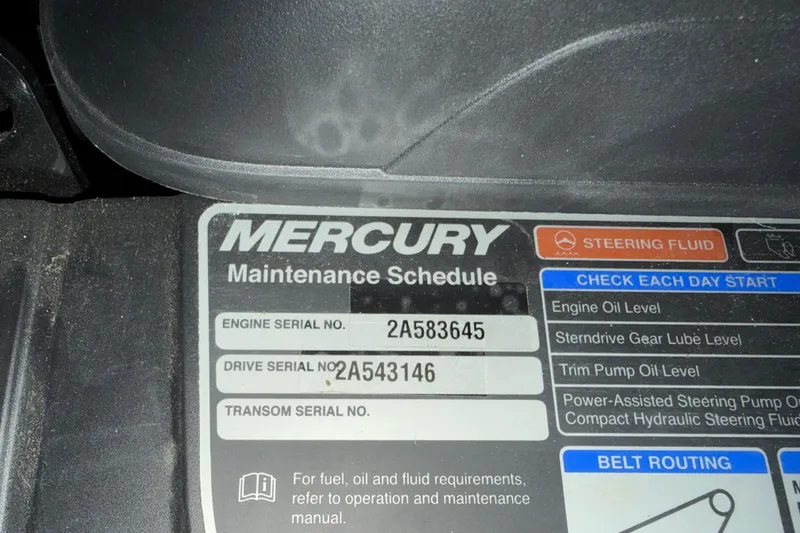 MERCURY
Maintenance Schedule
ENGINE SERIAL NO. 2A583645
DRIVE SERIAL NO 2A543146
TRANSOM SERIAL NO.
For fuel, oil and fluid requirements,
refer to operation and maintenance
manual.
STEERING FLUID
CHECK EACH DAY START
Engine Oil Level
Sterndrive Gear Lube Level
Trim Pump Oil Level
Power-Assisted Steering Pump
Compact Hydraulic Steering Fluid
BELT ROUTING